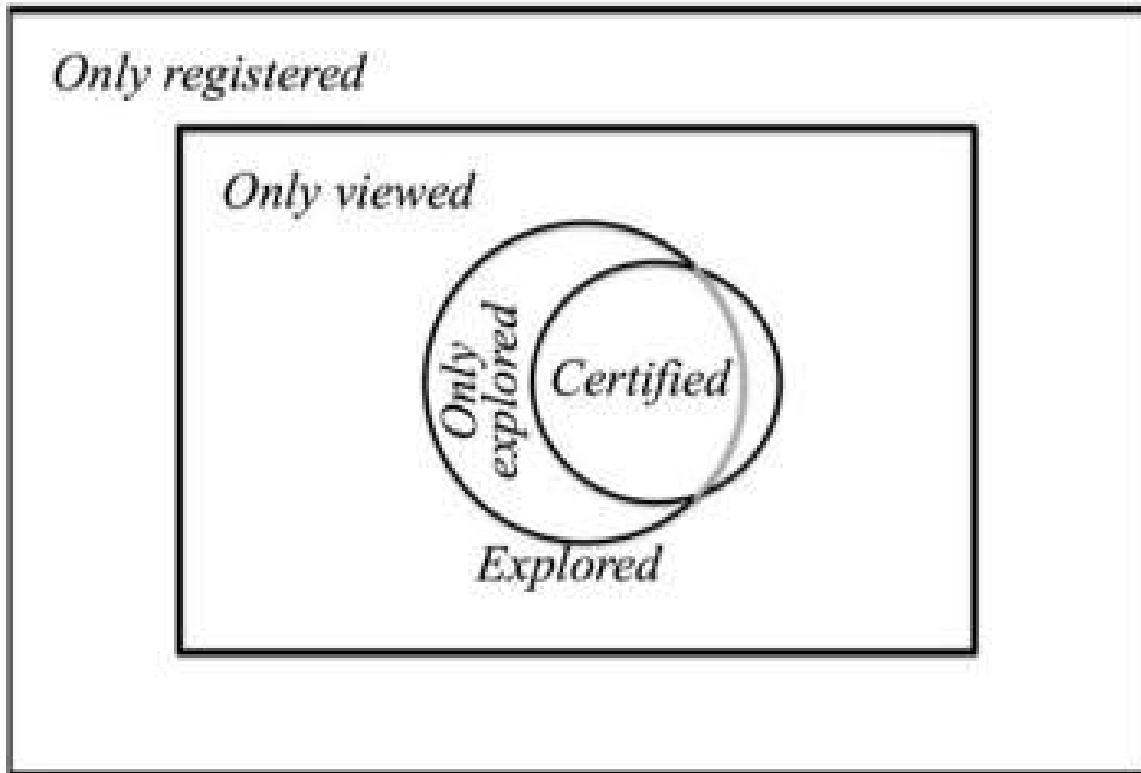 Only registered
Only viewed
Only
explored
Certified
Explored